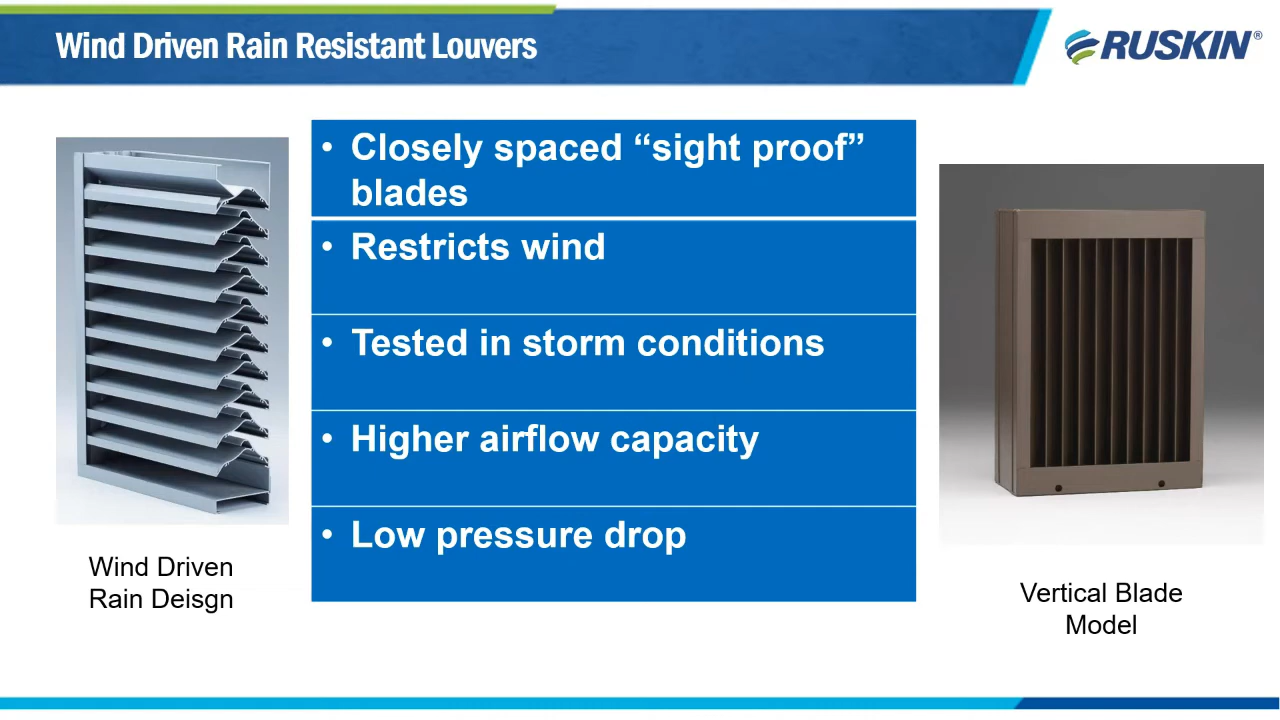 Wind Driven Rain Resistant Louvers
RUSKIN®
• Closely spaced “sight proof”
blades
• Restricts wind
• Tested in storm conditions
• Higher airflow capacity
• Low pressure drop
Wind Driven
Rain Deisgn
Vertical Blade
Model